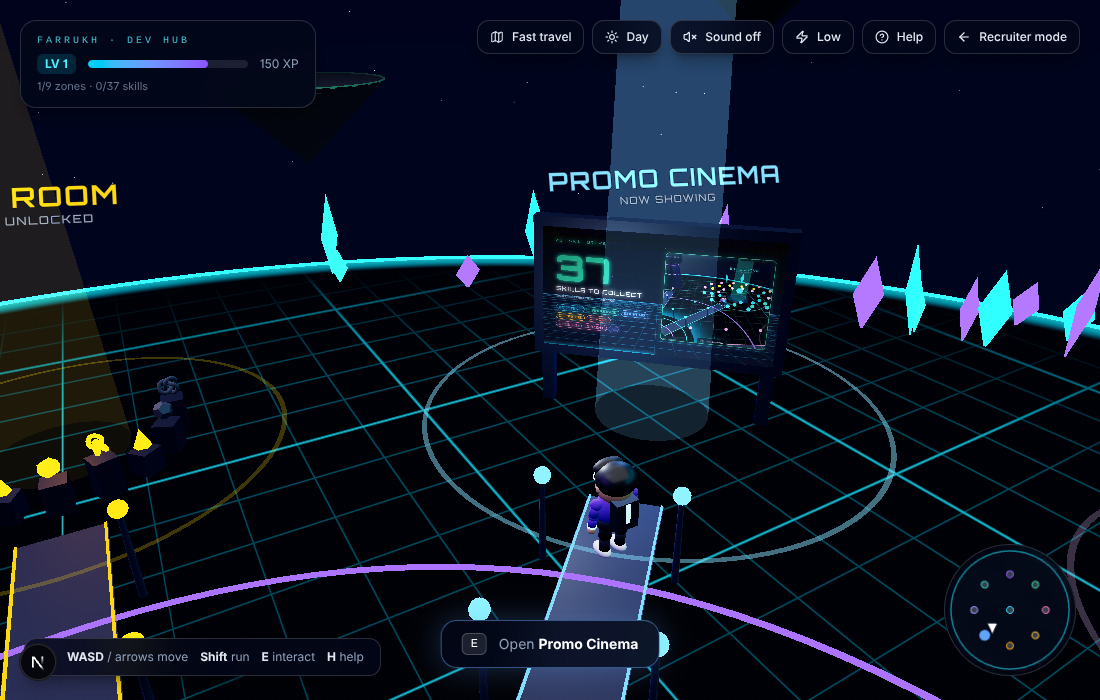 FARRUKH · DEV HUB
LV 1
150 XP
1/9 zones · 0/37 skills
Fast travel
Day
Sound off
Low
Help
Recruiter mode
ROOM
UNLOCKED
PROMO CINEMA
NOW SHOWING
37
SKILLS TO COLLECT
E
Open Promo Cinema
N
WASD / arrows move Shift run E interact H help